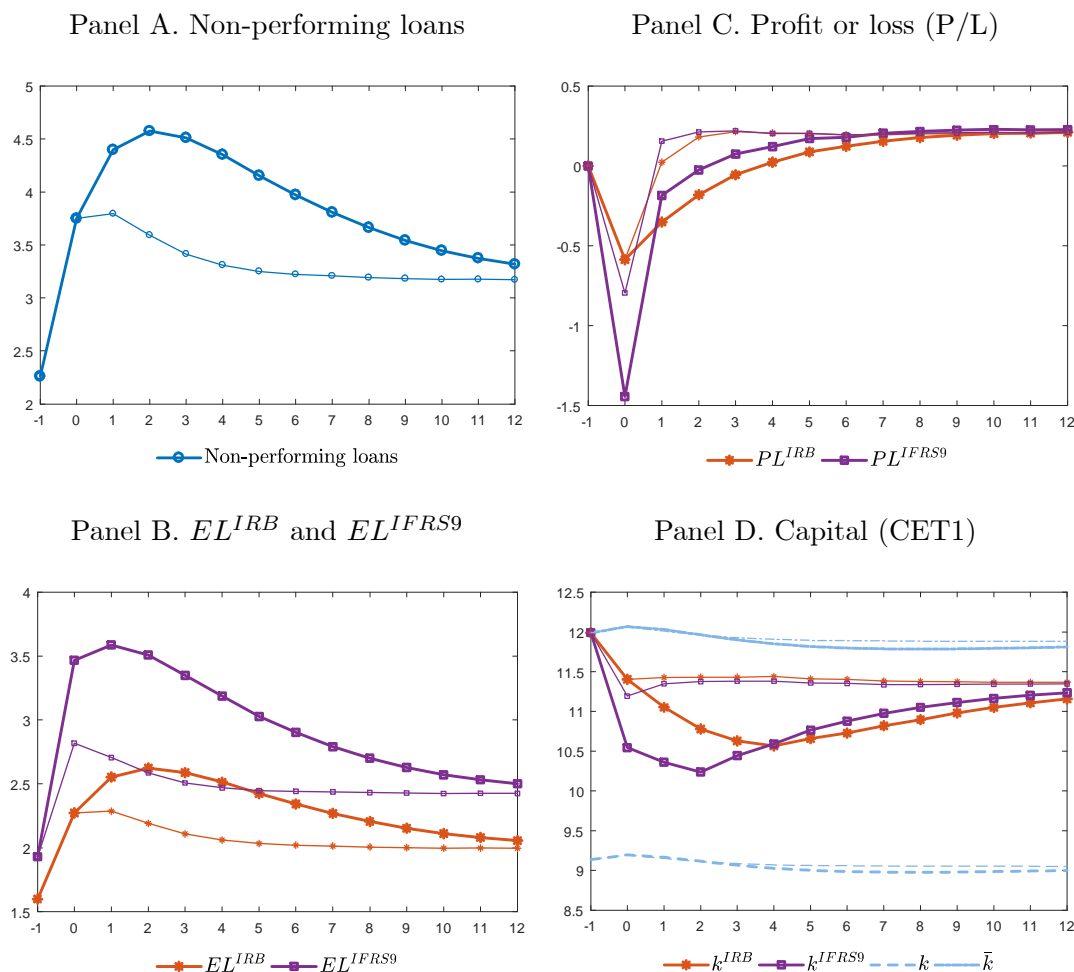 Panel A. Non-performing loans
5
4.5
4
3.5
3
2.5
2
-1 0 1 2 3 4 5 6 7 8 9 10 11 12
Non-performing loans
Panel C. Profit or loss (P/L)
0.5
0
-0.5
-1
-1.5
-1 0 1 2 3 4 5 6 7 8 9 10 11 12
PL^{IRB} PL^{IFRS9}
Panel B. EL^{IRB} and EL^{IFRS9}
4
3.5
3
2.5
2
1.5
-1 0 1 2 3 4 5 6 7 8 9 10 11 12
EL^{IRB} EL^{IFRS9}
Panel D. Capital (CET1)
12.5
12
11.5
11
10.5
10
9.5
9
8.5
-1 0 1 2 3 4 5 6 7 8 9 10 11 12
k^{IRB} k^{IFRS9} k k̄